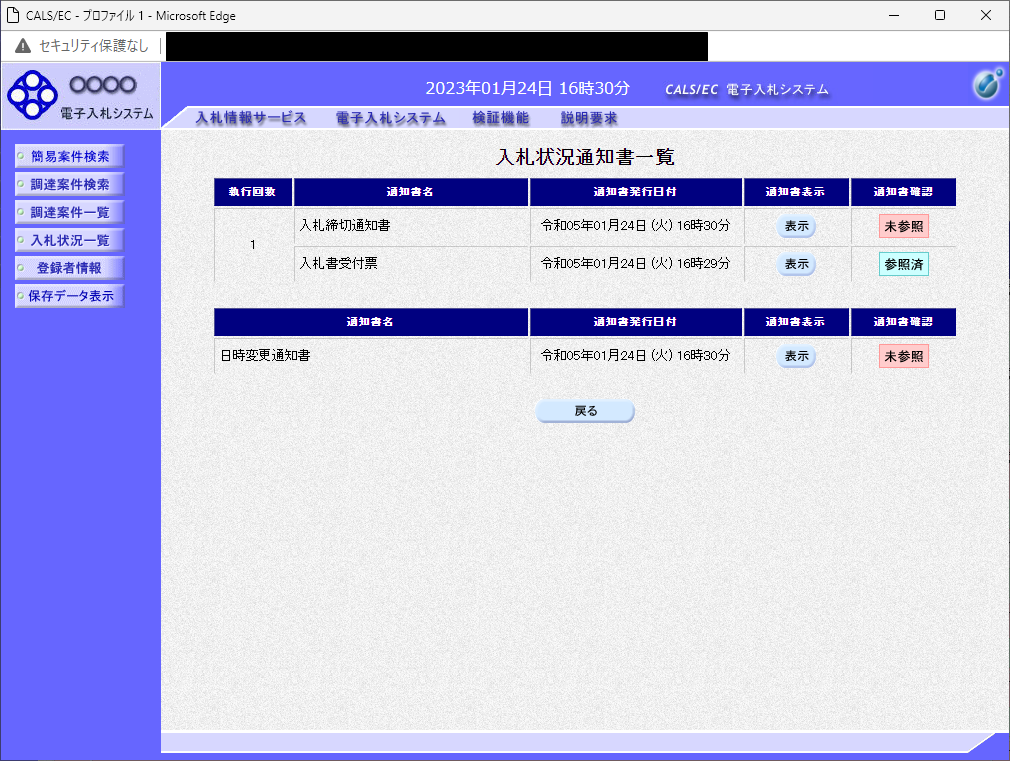 CALS/EC - プロファイル 1 - Microsoft Edge
セキュリティ保護なし
〇〇〇〇
電子入札システム
2023年01月24日 16時30分
CALS/EC 電子入札システム
入札情報サービス 電子入札システム 検証機能 説明要求
簡易案件検索
調達案件検索
調達案件一覧
入札状況一覧
登録者情報
保存データ表示
入札状況通知書一覧
執行回数 通知書名 通知書発行日付 通知書表示 通知書確認
1
入札締切通知書 令和05年01月24日 (火) 16時30分 表示 未参照
入札書受付票 令和05年01月24日 (火) 16時29分 表示 参照済
通知書名 通知書発行日付 通知書表示 通知書確認
日時変更通知書 令和05年01月24日 (火) 16時30分 表示 未参照
戻る